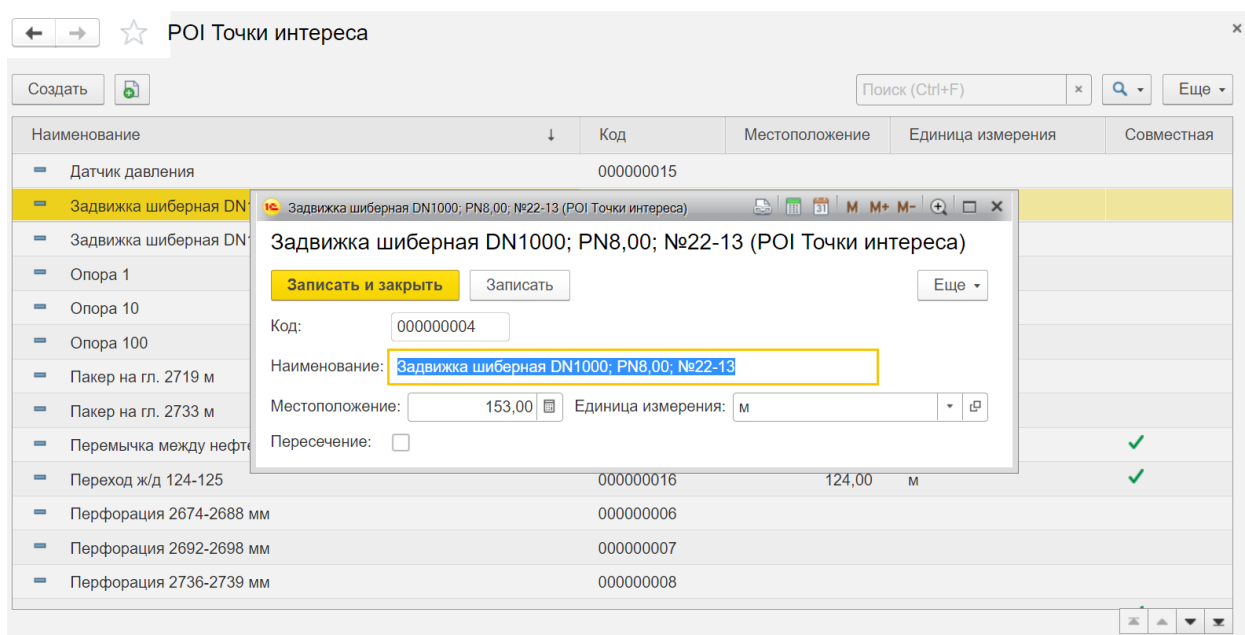 POI Точки интереса
Создать Поиск (Ctrl+F) × Еще
Наименование ↓ Код Местоположение Единица измерения Совместная
Датчик давления 000000015
Задвижка шиберная DN1
1С Задвижка шиберная DN1000; PN8,00; №22-13 (POI Точки интереса) 31 M M+ M-
Задвижка шиберная DN1000; PN8,00; №22-13 (POI Точки интереса)
Задвижка шиберная DN1
Опора 1
Записать и закрыть Записать Еще
Опора 10
Код: 000000004
Опора 100
Наименование: Задвижка шиберная DN1000; PN8,00; №22-13
Пакер на гл. 2719 м
Местоположение: 153,00 Единица измерения: м
Пакер на гл. 2733 м
Пересечение:
Перемычка между нефте
Переход ж/д 124-125 000000016 124,00 м
Перфорация 2674-2688 мм 000000006
Перфорация 2692-2698 мм 000000007
Перфорация 2736-2739 мм 000000008